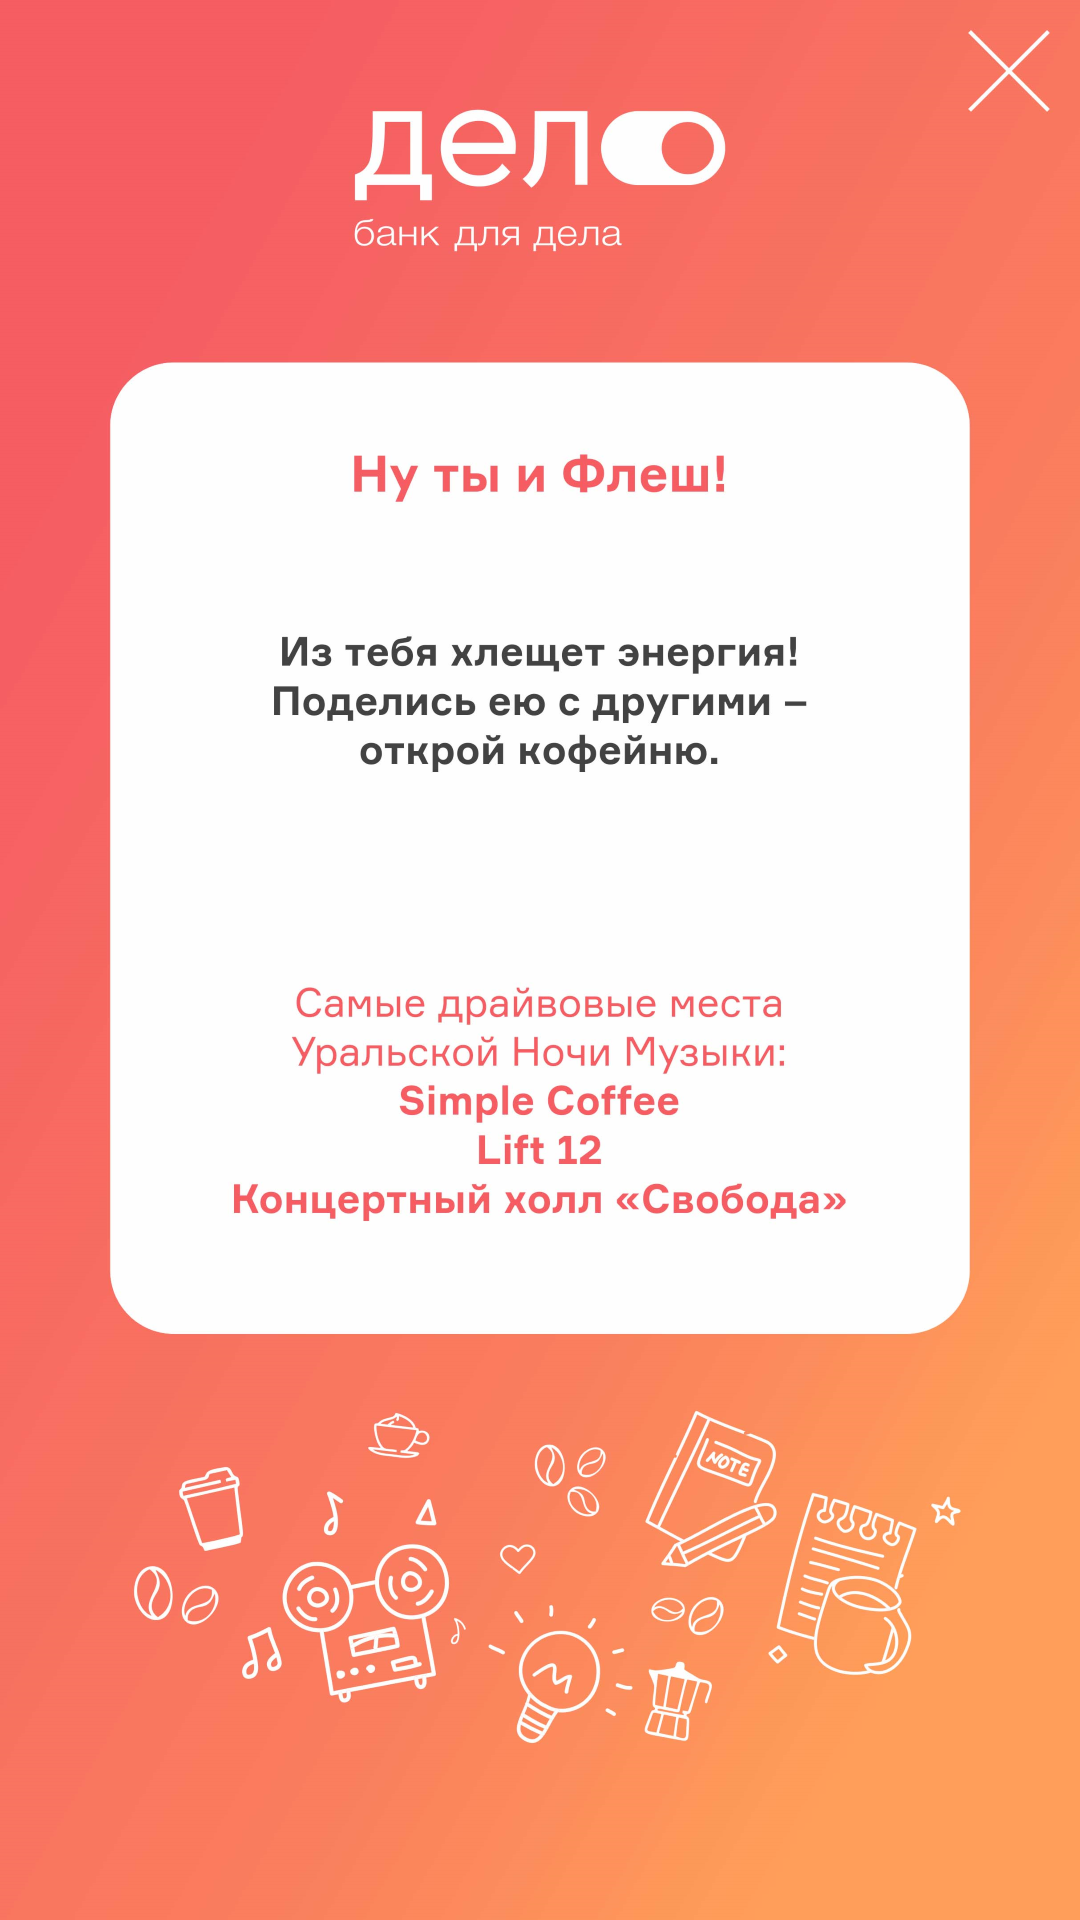 дело
банк для дела
Ну ты и Флеш!
Из тебя хлещет энергия!
Поделись ею с другими –
открой кофейню.
Самые драйвовые места
Уральской Ночи Музыки:
Simple Coffee
Lift 12
Концертный холл «Свобода»
NOTE